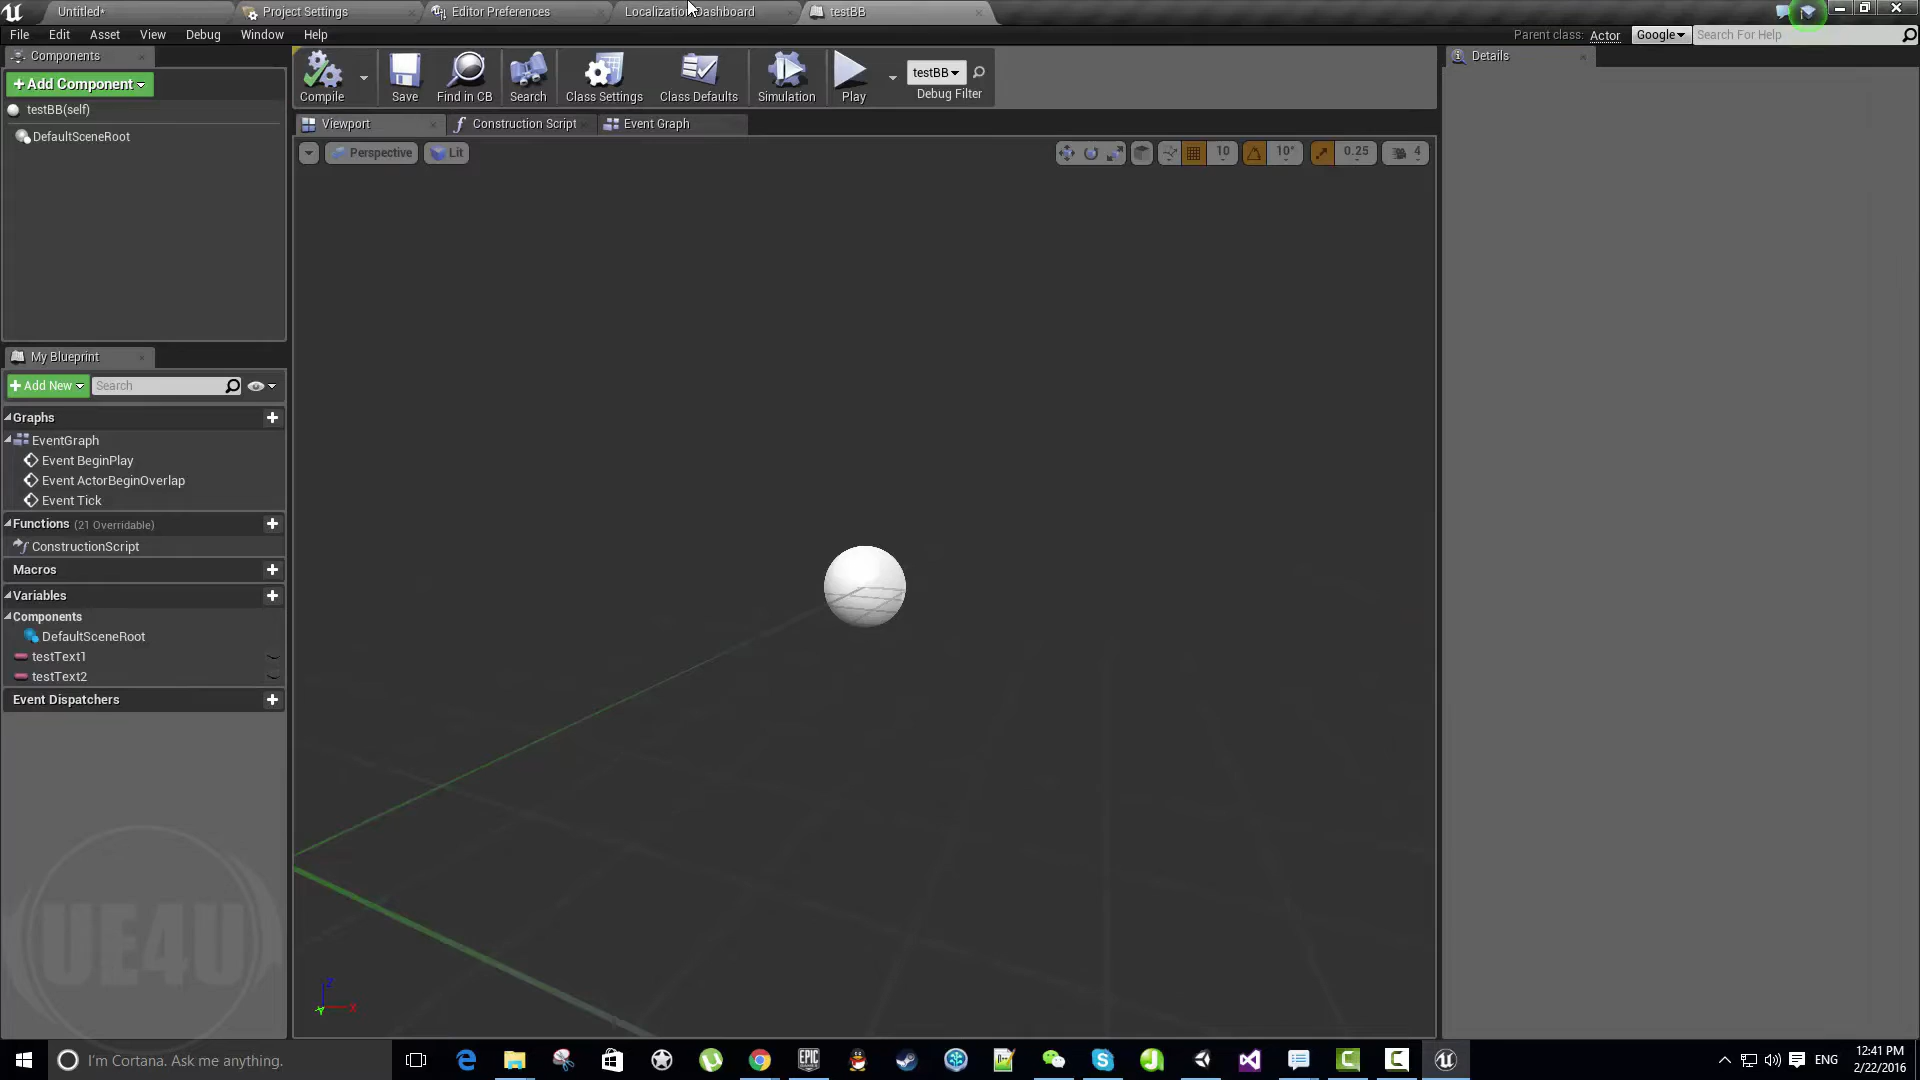 Untitled*
Project Settings
Editor Preferences
Localization Dashboard
testBB
File Edit Asset View Debug Window Help
Parent class: Actor
Google
Search For Help
Components
+Add Component
testBB(self)
DefaultSceneRoot
Compile
Save
Find in CB
Search
Class Settings
Class Defaults
Simulation
Play
testBB
Debug Filter
Details
Viewport
Construction Script
Event Graph
Perspective
Lit
10
10°
0.25
4
My Blueprint
+Add New
Search
Graphs
EventGraph
Event BeginPlay
Event ActorBeginOverlap
Event Tick
Functions (21 Overridable)
ConstructionScript
Macros
Variables
Components
DefaultSceneRoot
testText1
testText2
Event Dispatchers
UE4U
Z
X
Y
I'm Cortana. Ask me anything.
EPIC
ENG
12:41 PM
2/22/2016